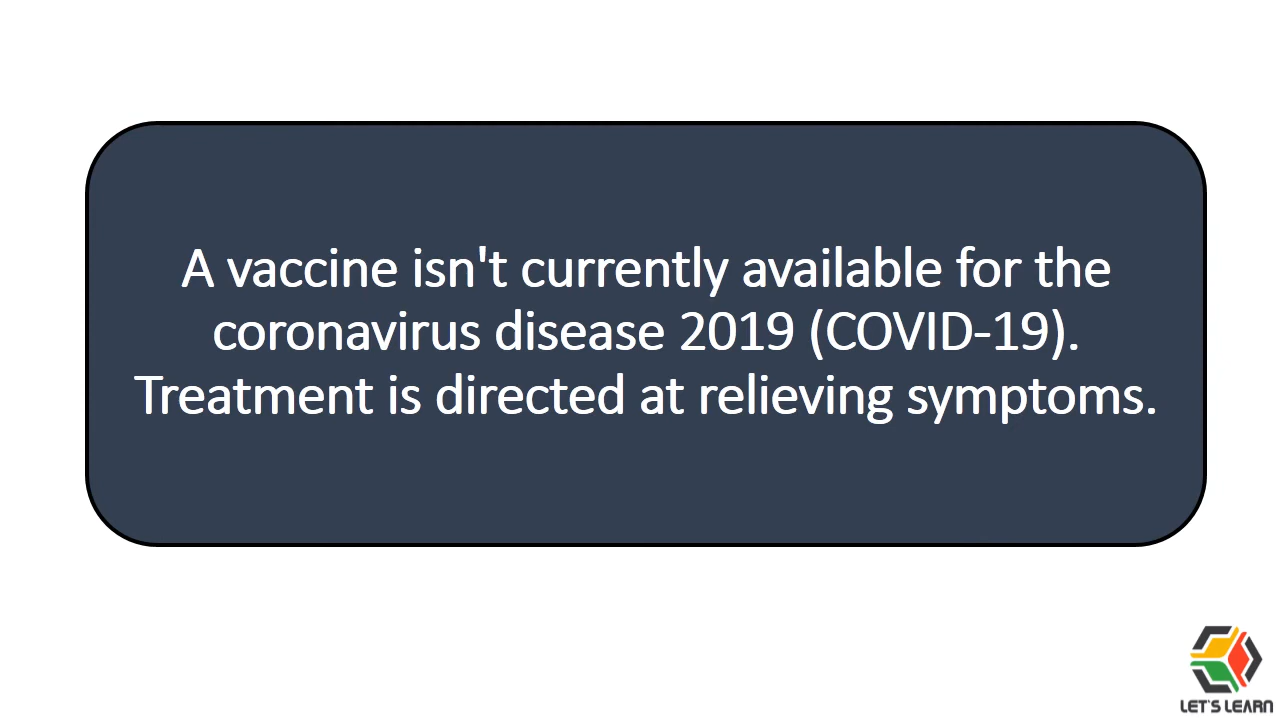 A vaccine isn't currently available for the
coronavirus disease 2019 (COVID-19).
Treatment is directed at relieving symptoms.
LET'S LEARN